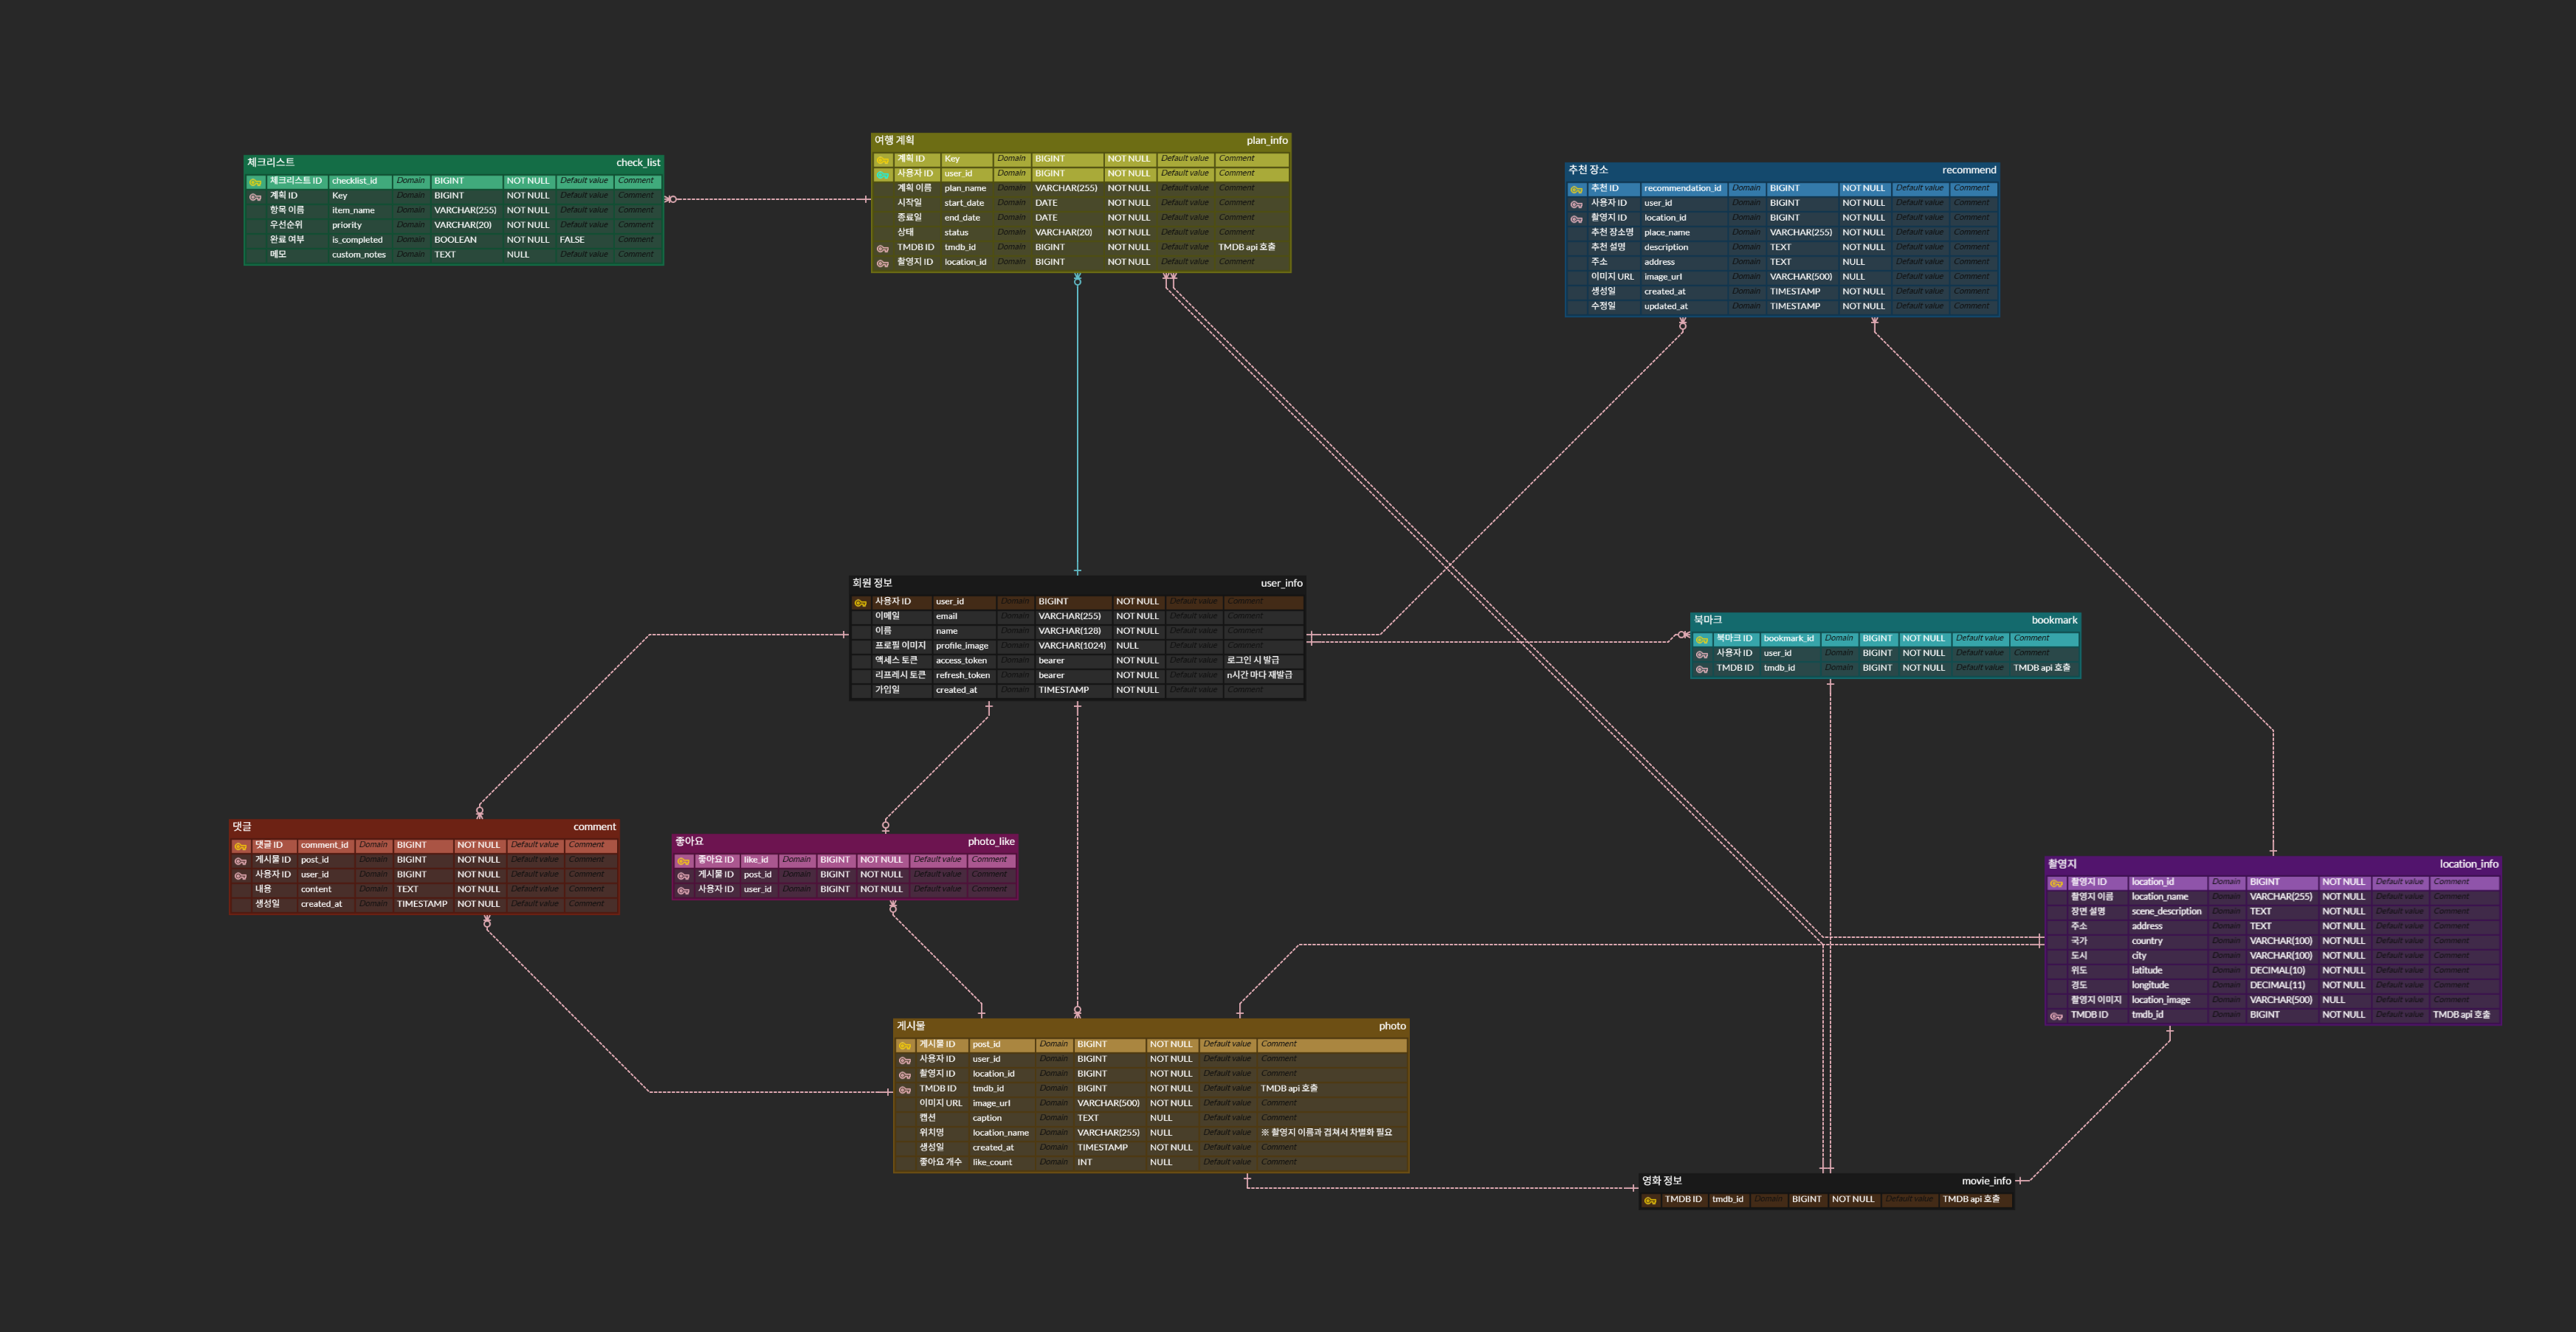 체크리스트 check_list
체크리스트 ID checklist_id Domain BIGINT NOT NULL Default value Comment
계획 ID Key Domain BIGINT NOT NULL Default value Comment
항목 이름 item_name Domain VARCHAR(255) NOT NULL Default value Comment
우선순위 priority Domain VARCHAR(20) NOT NULL Default value Comment
완료 여부 is_completed Domain BOOLEAN NOT NULL FALSE Comment
메모 custom_notes Domain TEXT NULL Default value Comment
여행 계획 plan_info
계획 ID Key Domain BIGINT NOT NULL Default value Comment
사용자 ID user_id Domain BIGINT NOT NULL Default value Comment
계획 이름 plan_name Domain VARCHAR(255) NOT NULL Default value Comment
시작일 start_date Domain DATE NOT NULL Default value Comment
종료일 end_date Domain DATE NOT NULL Default value Comment
상태 status Domain VARCHAR(20) NOT NULL Default value Comment
TMDB ID tmdb_id Domain BIGINT NOT NULL Default value TMDB api 호출
촬영지 ID location_id Domain BIGINT NOT NULL Default value Comment
추천 장소 recommend
추천 ID recommendation_id Domain BIGINT NOT NULL Default value Comment
사용자 ID user_id Domain BIGINT NOT NULL Default value Comment
촬영지 ID location_id Domain BIGINT NOT NULL Default value Comment
추천 장소명 place_name Domain VARCHAR(255) NOT NULL Default value Comment
추천 설명 description Domain TEXT NOT NULL Default value Comment
주소 address Domain TEXT NULL Default value Comment
이미지 URL image_url Domain VARCHAR(500) NULL Default value Comment
생성일 created_at Domain TIMESTAMP NOT NULL Default value Comment
수정일 updated_at Domain TIMESTAMP NOT NULL Default value Comment
회원 정보 user_info
사용자 ID user_id Domain BIGINT NOT NULL Default value Comment
이메일 email Domain VARCHAR(255) NOT NULL Default value Comment
이름 name Domain VARCHAR(128) NOT NULL Default value Comment
프로필 이미지 profile_image Domain VARCHAR(1024) NULL Default value Comment
액세스 토큰 access_token Domain bearer NOT NULL Default value 로그인 시 발급
리프레시 토큰 refresh_token Domain bearer NOT NULL Default value n시간 마다 재발급
가입일 created_at Domain TIMESTAMP NOT NULL Default value Comment
북마크 bookmark
북마크 ID bookmark_id Domain BIGINT NOT NULL Default value Comment
사용자 ID user_id Domain BIGINT NOT NULL Default value Comment
TMDB ID tmdb_id Domain BIGINT NOT NULL Default value TMDB api 호출
댓글 comment
댓글 ID comment_id Domain BIGINT NOT NULL Default value Comment
게시물 ID post_id Domain BIGINT NOT NULL Default value Comment
사용자 ID user_id Domain BIGINT NOT NULL Default value Comment
내용 content Domain TEXT NOT NULL Default value Comment
생성일 created_at Domain TIMESTAMP NOT NULL Default value Comment
좋아요 photo_like
좋아요 ID like_id Domain BIGINT NOT NULL Default value Comment
게시물 ID post_id Domain BIGINT NOT NULL Default value Comment
사용자 ID user_id Domain BIGINT NOT NULL Default value Comment
촬영지 location_info
촬영지 ID location_id Domain BIGINT NOT NULL Default value Comment
촬영지 이름 location_name Domain VARCHAR(255) NOT NULL Default value Comment
장면 설명 scene_description Domain TEXT NOT NULL Default value Comment
주소 address Domain TEXT NOT NULL Default value Comment
국가 country Domain VARCHAR(100) NOT NULL Default value Comment
도시 city Domain VARCHAR(100) NOT NULL Default value Comment
위도 latitude Domain DECIMAL(10) NOT NULL Default value Comment
경도 longitude Domain DECIMAL(11) NOT NULL Default value Comment
촬영지 이미지 location_image Domain VARCHAR(500) NULL Default value Comment
TMDB ID tmdb_id Domain BIGINT NOT NULL Default value TMDB api 호출
게시물 photo
게시물 ID post_id Domain BIGINT NOT NULL Default value Comment
사용자 ID user_id Domain BIGINT NOT NULL Default value Comment
촬영지 ID location_id Domain BIGINT NOT NULL Default value Comment
TMDB ID tmdb_id Domain BIGINT NOT NULL Default value TMDB api 호출
이미지 URL image_url Domain VARCHAR(500) NOT NULL Default value Comment
캡션 caption Domain TEXT NULL Default value Comment
위치명 location_name Domain VARCHAR(255) NULL Default value ※ 촬영지 이름과 겹쳐서 차별화 필요
생성일 created_at Domain TIMESTAMP NOT NULL Default value Comment
좋아요 개수 like_count Domain INT NULL Default value Comment
영화 정보 movie_info
TMDB ID tmdb_id Domain BIGINT NOT NULL Default value TMDB api 호출